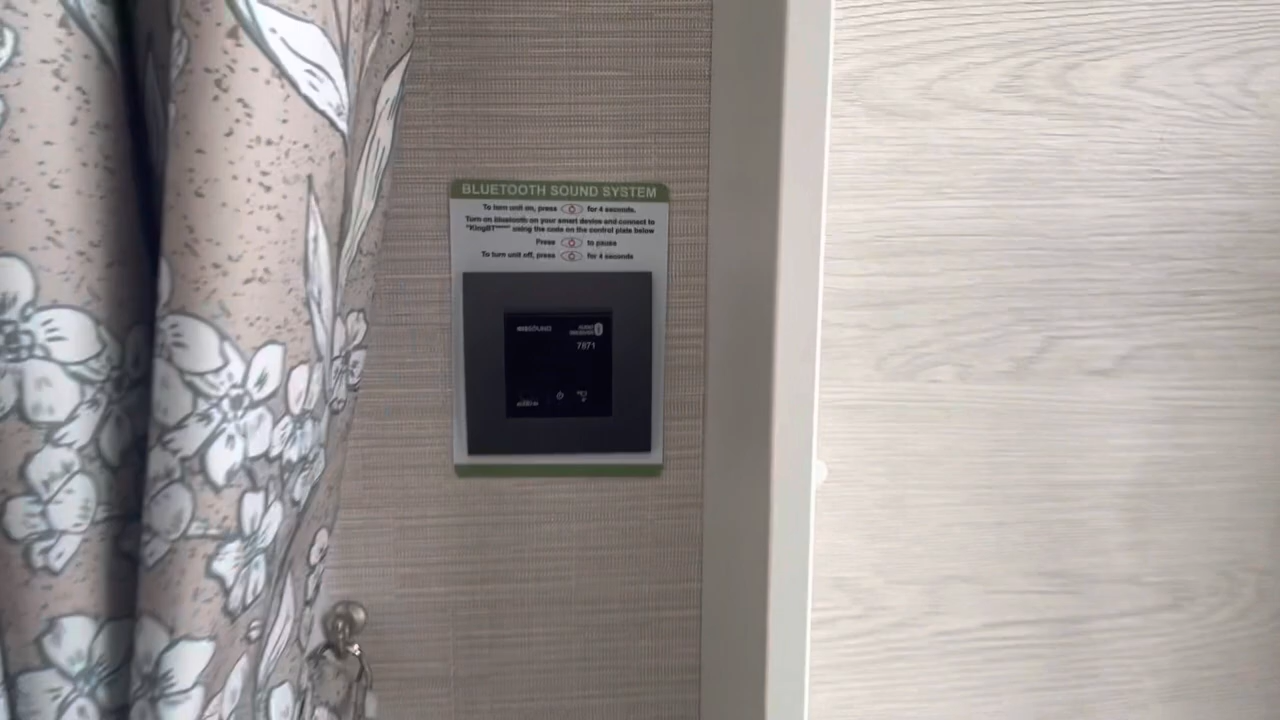 BLUETOOTH SOUND SYSTEM
To turn unit on, press for 4 seconds.
Turn on bluetooth on your smart device and connect to
using the code on the control plate below
Press to pause
To turn unit off, press for 4 seconds
7871